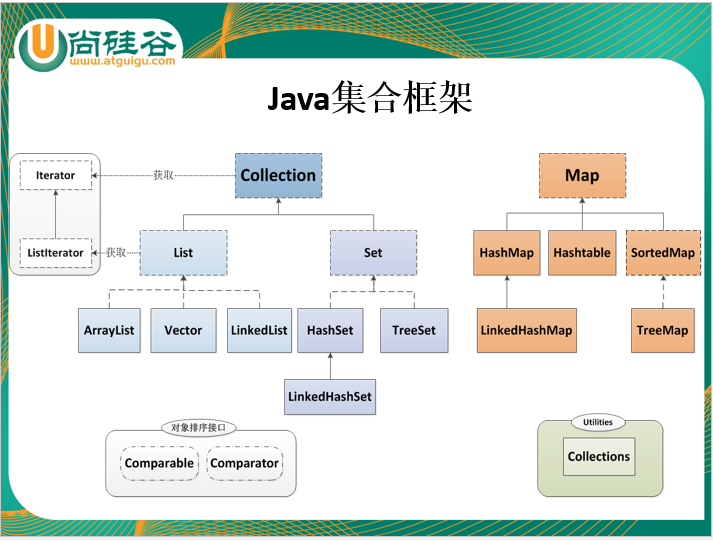 尚硅谷
www.atguigu.com
Java集合框架
Iterator
获取
Collection
Map
ListIterator
获取
List
Set
HashMap
Hashtable
SortedMap
ArrayList
Vector
LinkedList
HashSet
TreeSet
LinkedHashMap
TreeMap
LinkedHashSet
对象排序接口
Comparable
Comparator
Utilities
Collections